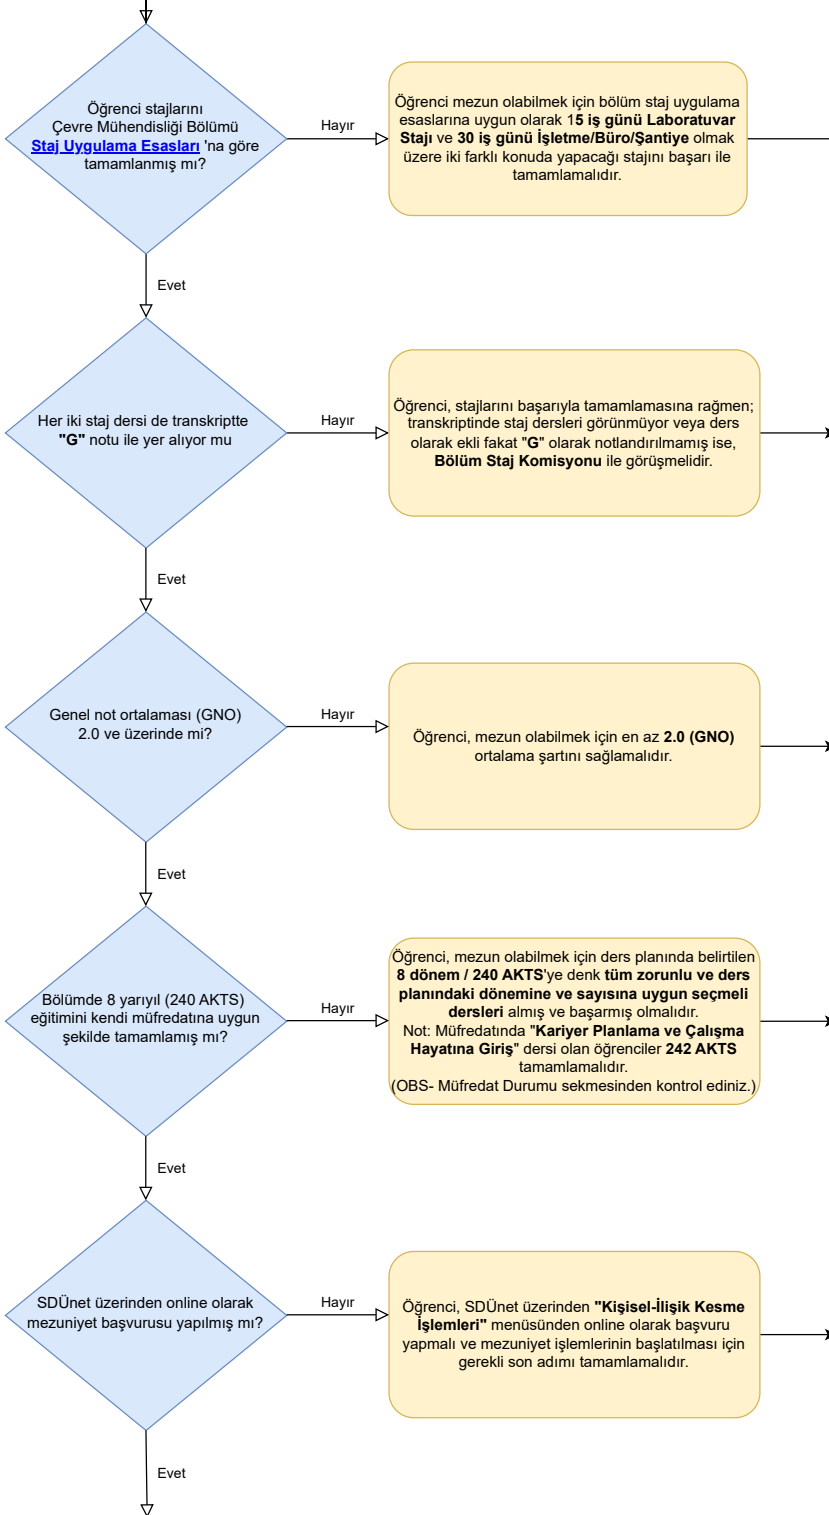 Öğrenci stajlarını
Çevre Mühendisliği Bölümü
Staj Uygulama Esasları 'na göre
tamamlanmış mı?
Hayır
Öğrenci mezun olabilmek için bölüm staj uygulama
esaslarına uygun olarak 15 iş günü Laboratuvar
Stajı ve 30 iş günü İşletme/Büro/Şantiye olmak
üzere iki farklı konuda yapacağı stajını başarı ile
tamamlamalıdır.
Evet
Her iki staj dersi de transkriptte
"G" notu ile yer alıyor mu
Hayır
Öğrenci, stajlarını başarıyla tamamlamasına rağmen;
transkriptinde staj dersleri görünmüyor veya ders
olarak ekli fakat "G" olarak notlandırılmamış ise,
Bölüm Staj Komisyonu ile görüşmelidir.
Evet
Genel not ortalaması (GNO)
2.0 ve üzerinde mi?
Hayır
Öğrenci, mezun olabilmek için en az 2.0 (GNO)
ortalama şartını sağlamalıdır.
Evet
Bölümde 8 yarıyıl (240 AKTS)
eğitimini kendi müfredatına uygun
şekilde tamamlamış mı?
Hayır
Öğrenci, mezun olabilmek için ders planında belirtilen
8 dönem / 240 AKTS'ye denk tüm zorunlu ve ders
planındaki dönemine ve sayısına uygun seçmeli
dersleri almış ve başarmış olmalıdır.
Not: Müfredatında "Kariyer Planlama ve Çalışma
Hayatına Giriş" dersi olan öğrenciler 242 AKTS
tamamlamalıdır.
(OBS- Müfredat Durumu sekmesinden kontrol ediniz.)
Evet
SDÜnet üzerinden online olarak
mezuniyet başvurusu yapılmış mı?
Hayır
Öğrenci, SDÜnet üzerinden "Kişisel-İlişik Kesme
İşlemleri" menüsünden online olarak başvuru
yapmalı ve mezuniyet işlemlerinin başlatılması için
gerekli son adımı tamamlamalıdır.
Evet